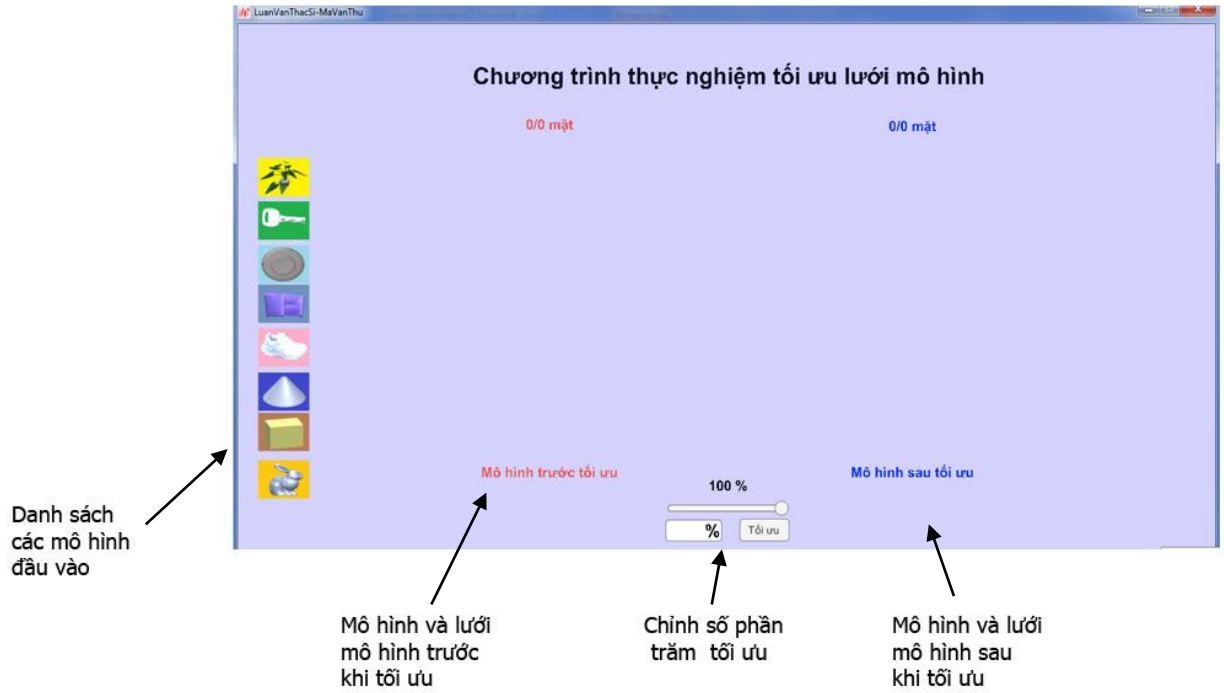 LuanVanThacSi-MaVanThu
Chương trình thực nghiệm tối ưu lưới mô hình
0/0 mặt
0/0 mặt
Mô hình trước tối ưu
Mô hình sau tối ưu
100 %
%
Tối ưu
Danh sách
các mô hình
đầu vào
Mô hình và lưới
mô hình trước
khi tối ưu
Chỉnh số phần
trăm tối ưu
Mô hình và lưới
mô hình sau
khi tối ưu